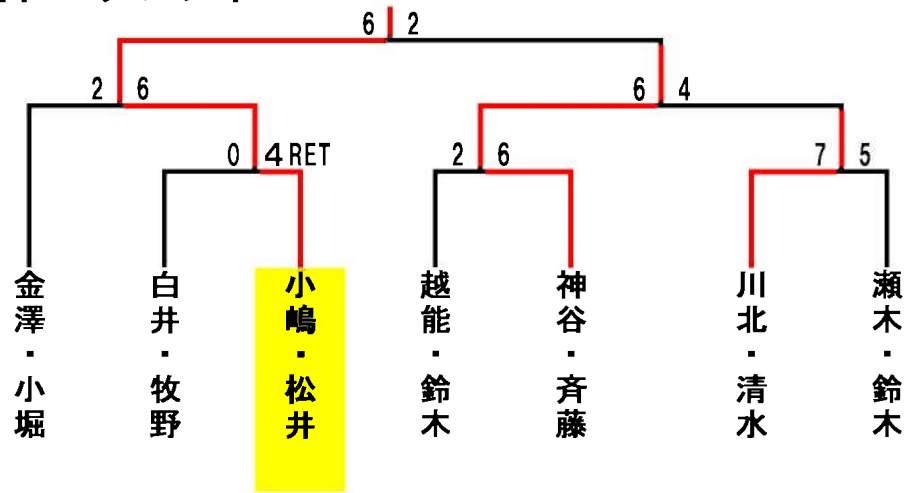 6 2
2 6
6 4
0 4 RET
2 6
7 5
金澤・小堀
白井・牧野
小嶋・松井
越能・鈴木
神谷・斉藤
川北・清水
瀬木・鈴木